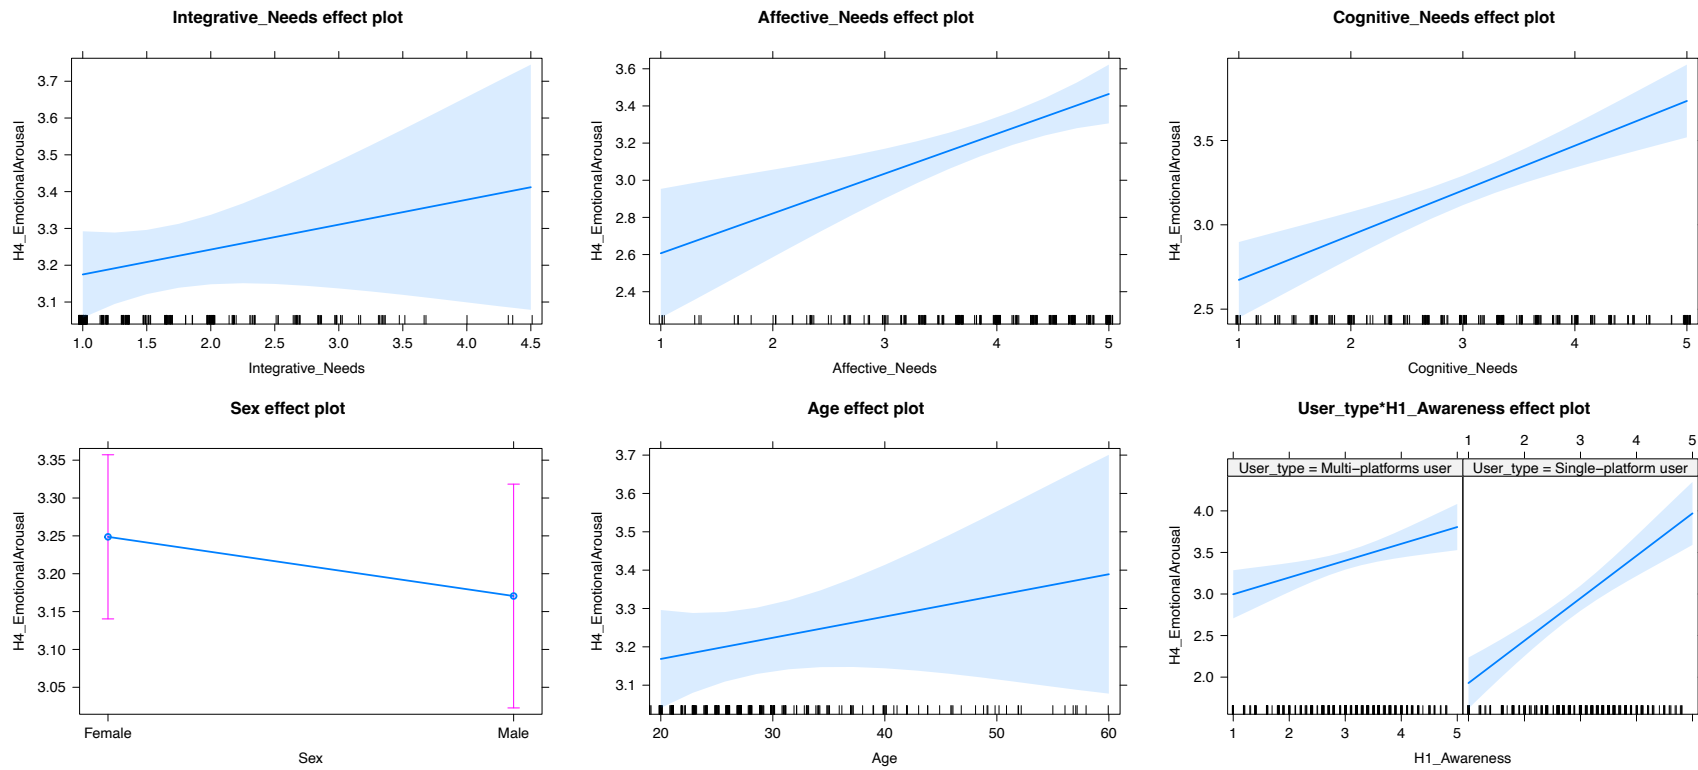 Integrative_Needs effect plot
H4_EmotionalArousal
3.7
3.6
3.5
3.4
3.3
3.2
3.1
1.0 1.5 2.0 2.5 3.0 3.5 4.0 4.5
Integrative_Needs
Affective_Needs effect plot
H4_EmotionalArousal
3.6
3.4
3.2
3.0
2.8
2.6
2.4
1 2 3 4 5
Affective_Needs
Cognitive_Needs effect plot
H4_EmotionalArousal
3.5
3.0
2.5
1 2 3 4 5
Cognitive_Needs
Sex effect plot
H4_EmotionalArousal
3.35
3.30
3.25
3.20
3.15
3.10
3.05
Female Male
Sex
Age effect plot
H4_EmotionalArousal
3.7
3.6
3.5
3.4
3.3
3.2
3.1
20 30 40 50 60
Age
User_type*H1_Awareness effect plot
1 2 3 4 5
User_type = Multi−platforms user User_type = Single−platform user
H4_EmotionalArousal
4.0
3.5
3.0
2.5
2.0
1 2 3 4 5
H1_Awareness